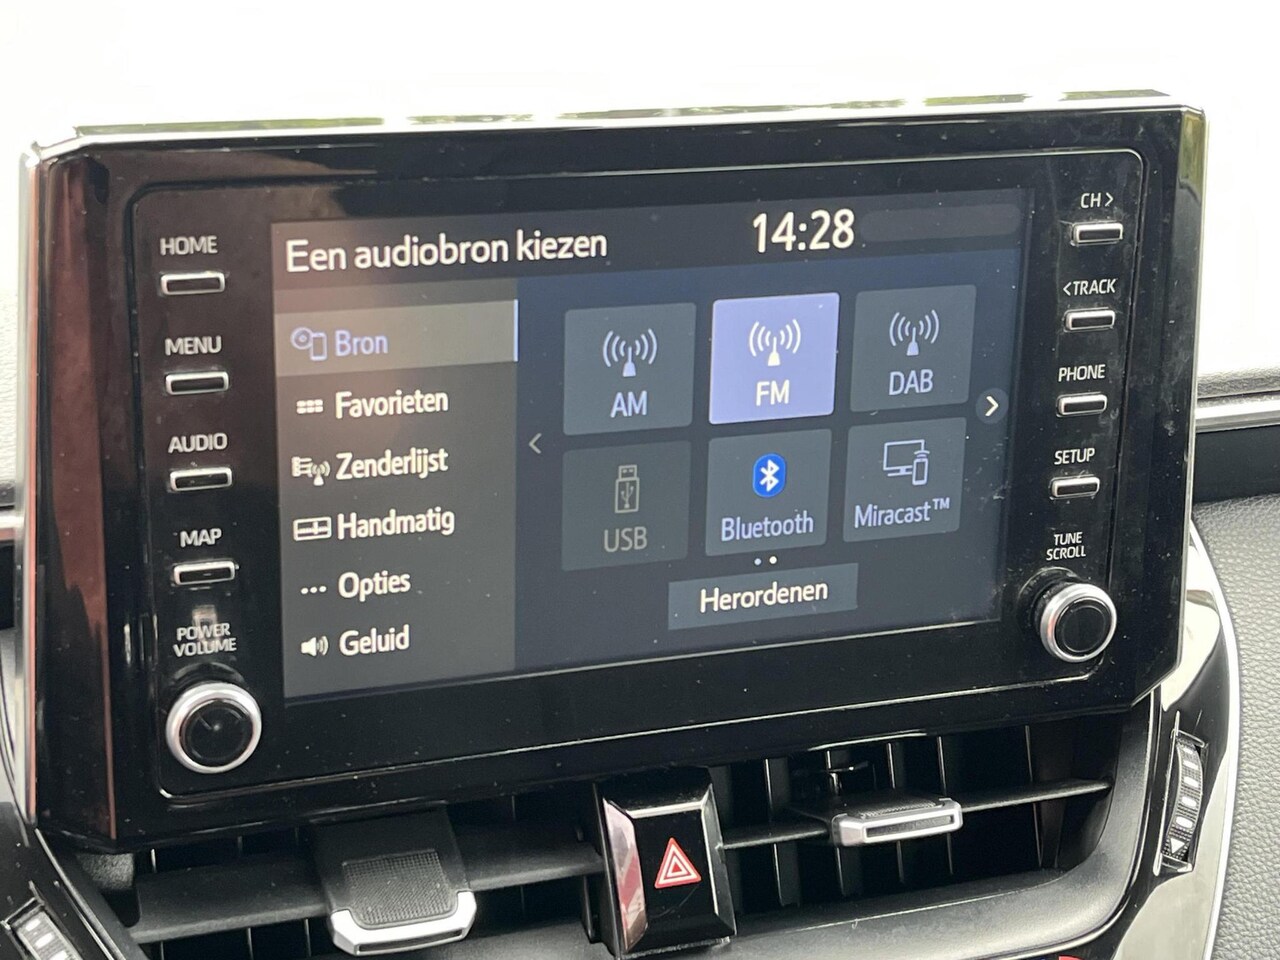 HOME
MENU
AUDIO
MAP
POWER
VOLUME
Een audiobron kiezen
14:28
Bron
Favorieten
Zenderlijst
Handmatig
Opties
Geluid
AM
FM
DAB
USB
Bluetooth
Miracast™
Herordenen
CH >
< TRACK
PHONE
SETUP
TUNE
SCROLL